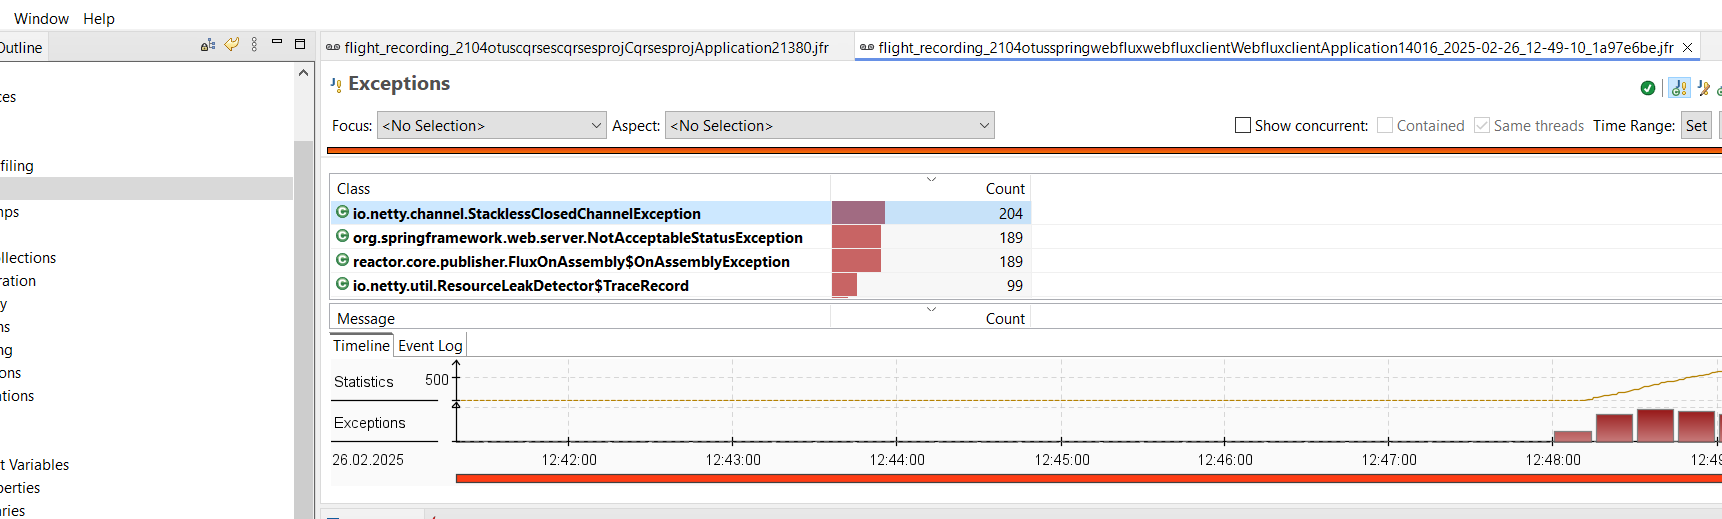 Window Help
Outline
flight_recording_2104otuscqrsescqrsesprojCqrsesprojApplication21380.jfr
flight_recording_2104otusspringwebfluxwebfluxclientWebfluxclientApplication14016_2025-02-26_12-49-10_1a97e6be.jfr
Exceptions
Focus: <No Selection> Aspect: <No Selection>
Show concurrent: Contained Same threads Time Range: Set
ces
filing
mps
llections
ration
y
ns
ng
ons
ations
t Variables
perties
aries
Class Count
io.netty.channel.StacklessClosedChannelException 204
org.springframework.web.server.NotAcceptableStatusException 189
reactor.core.publisher.FluxOnAssembly$OnAssemblyException 189
io.netty.util.ResourceLeakDetector$TraceRecord 99
Message Count
Timeline Event Log
Statistics 500
Exceptions
26.02.2025 12:42:00 12:43:00 12:44:00 12:45:00 12:46:00 12:47:00 12:48:00 12:49